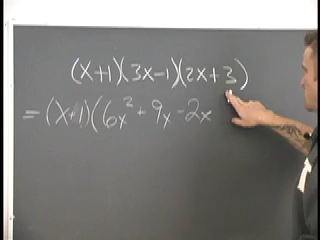 (x+1)(3x-1)(2x+3)
= (x+1)(6x² + 9x - 2x